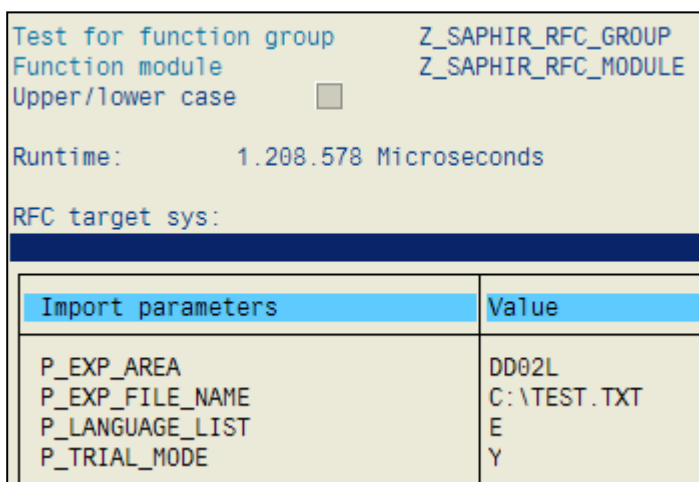 Test for function group Z_SAPHIR_RFC_GROUP
Function module Z_SAPHIR_RFC_MODULE
Upper/lower case
Runtime: 1.208.578 Microseconds
RFC target sys:
Import parameters Value
P_EXP_AREA DD02L
P_EXP_FILE_NAME C:\TEST.TXT
P_LANGUAGE_LIST E
P_TRIAL_MODE Y